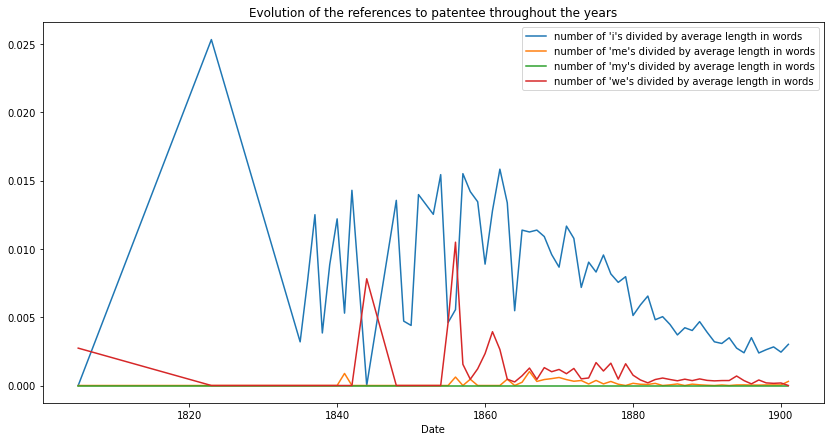 Evolution of the references to patentee throughout the years
number of 'i's divided by average length in words
number of 'me's divided by average length in words
number of 'my's divided by average length in words
number of 'we's divided by average length in words
0.025
0.020
0.015
0.010
0.005
0.000
1820 1840 1860 1880 1900
Date